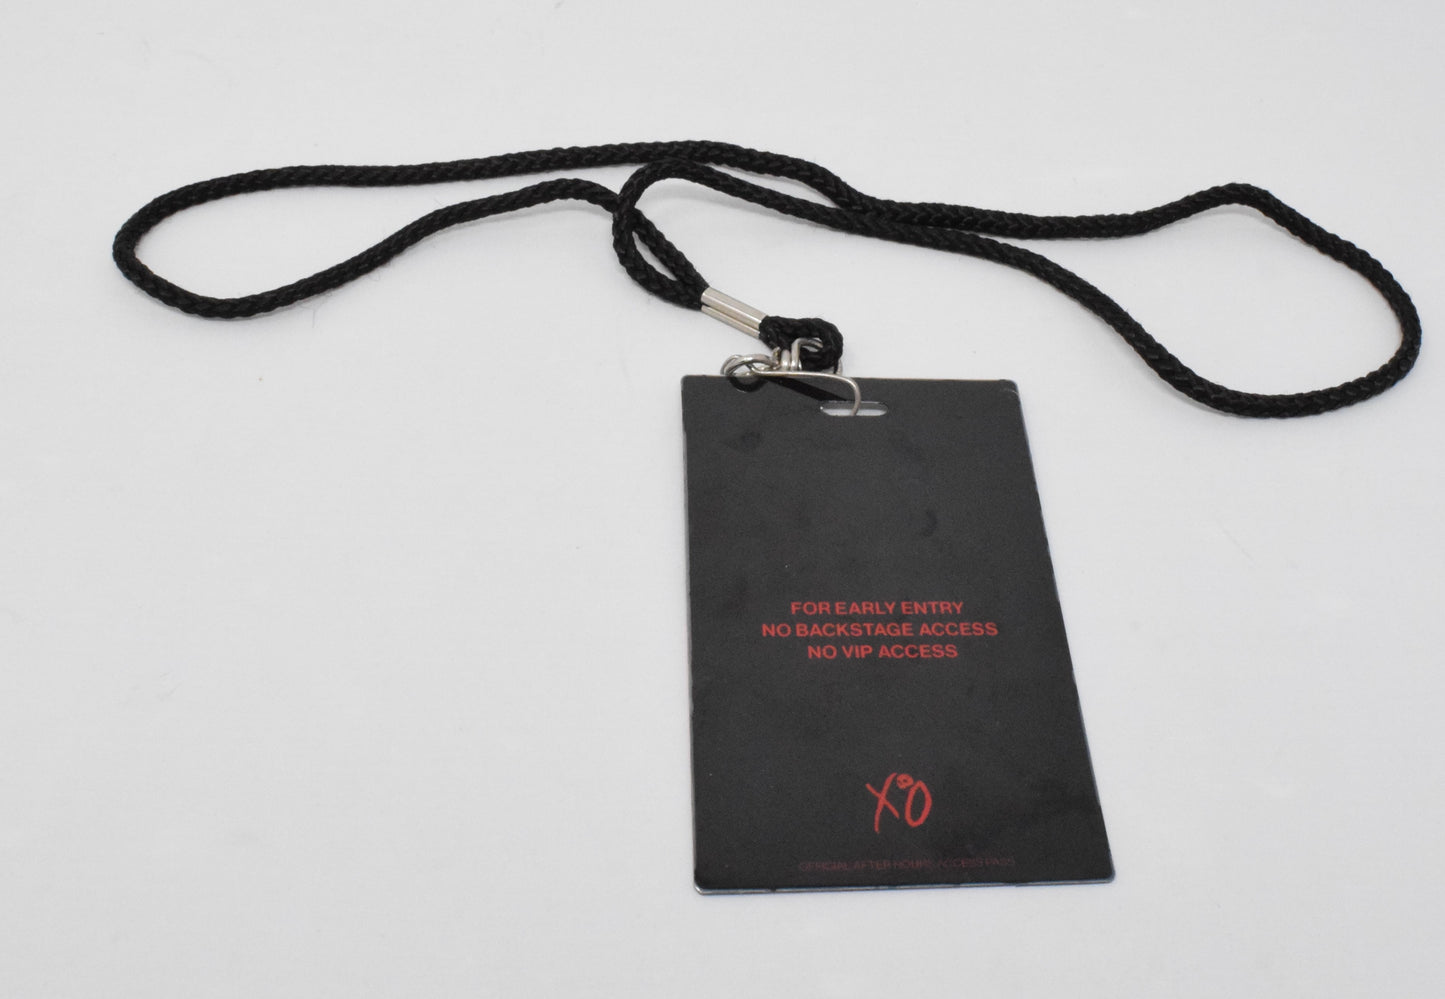 FOR EARLY ENTRY
NO BACKSTAGE ACCESS
NO VIP ACCESS
XO
OFFICIAL AFTER HOURS ACCESS PASS